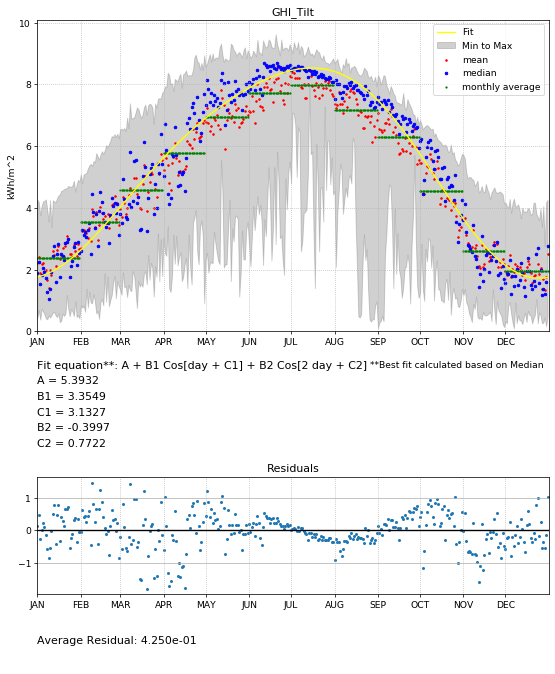 GHI_Tilt
10
8
6
4
2
0
kWh/m^2
Fit
Min to Max
mean
median
monthly average
JAN FEB MAR APR MAY JUN JUL AUG SEP OCT NOV DEC
Fit equation**: A + B1 Cos[day + C1] + B2 Cos[2 day + C2] **Best fit calculated based on Median
A = 5.3932
B1 = 3.3549
C1 = 3.1327
B2 = -0.3997
C2 = 0.7722
Residuals
1
0
−1
JAN FEB MAR APR MAY JUN JUL AUG SEP OCT NOV DEC
Average Residual: 4.250e-01